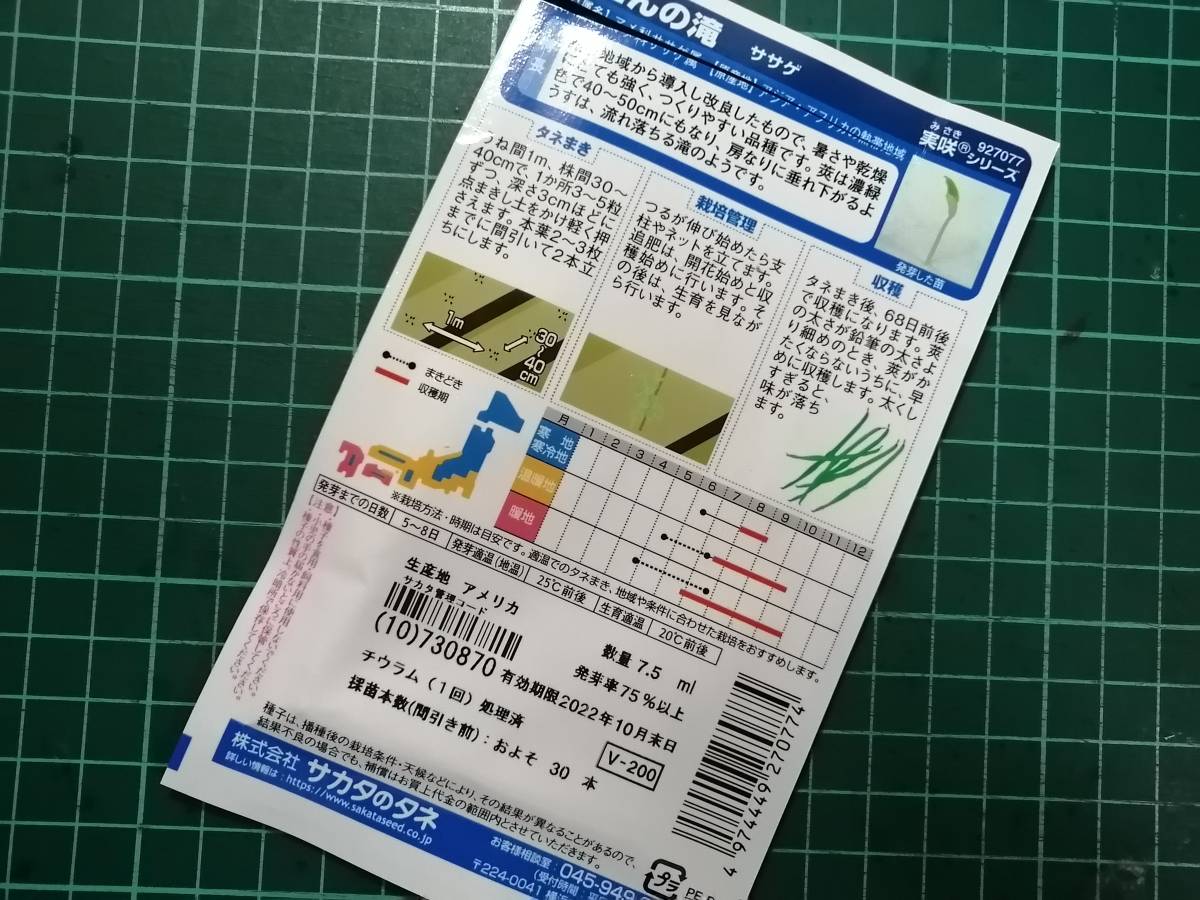 んの滝 ササゲ
実咲®シリーズ
みさき
927077
地域から導入し改良したもので、暑さや乾燥
にとても強く、つくりやすい品種です。莢は濃緑
色で40～50cmにもなり、房なりに垂れ下がるよ
うすは、流れ落ちる滝のようです。
発芽した苗
タネまき
うね間1m、株間30～
40cmで、1か所3～5粒
ずつ、深さ3cmほどに
点まきし土をかけ軽く押
さえます。本葉2～3枚
までに間引いて2本立
ちにします。
1m
30
～
40
cm
栽培管理
つるが伸び始めたら支
柱やネットを立てます。
追肥は、開花始めと収
穫始めに行います。そ
の後は、生育を見なが
ら行います。
収穫
タネまき後、68日前後
で収穫になります。莢
の太さが鉛筆の太さよ
り細めのとき、莢がか
たくならないうちに、早
めに収穫します。太くし
すぎると、
味が落ち
ます。
まきどき
収穫期
月 1 2 3 4 5 6 7 8 9 10 11 12
寒地
寒冷地
温暖地
暖地
※栽培方法・時期は目安です。適温でのタネまき、地域や条件に合わせた栽培をおすすめします。
発芽までの日数 5～8日 発芽適温(地温) 25℃前後 生育適温 20℃前後
生産地 アメリカ
サカタ管理コード
(10)730870
数量 7.5 ml
発芽率75%以上
有効期限2022年10月末日
チウラム(1回)処理済
採苗本数(間引き前):およそ 30 本
V-200
種子は、播種後の栽培条件・天候などにより、その結果が異なることがあるので、
結果不良の場合でも、補償はお買上代金の範囲内とさせていただきます。
株式会社 サカタのタネ
詳しい情報は:https://www.sakataseed.co.jp
お客様相談室:045-949
〒224-0041
プラ